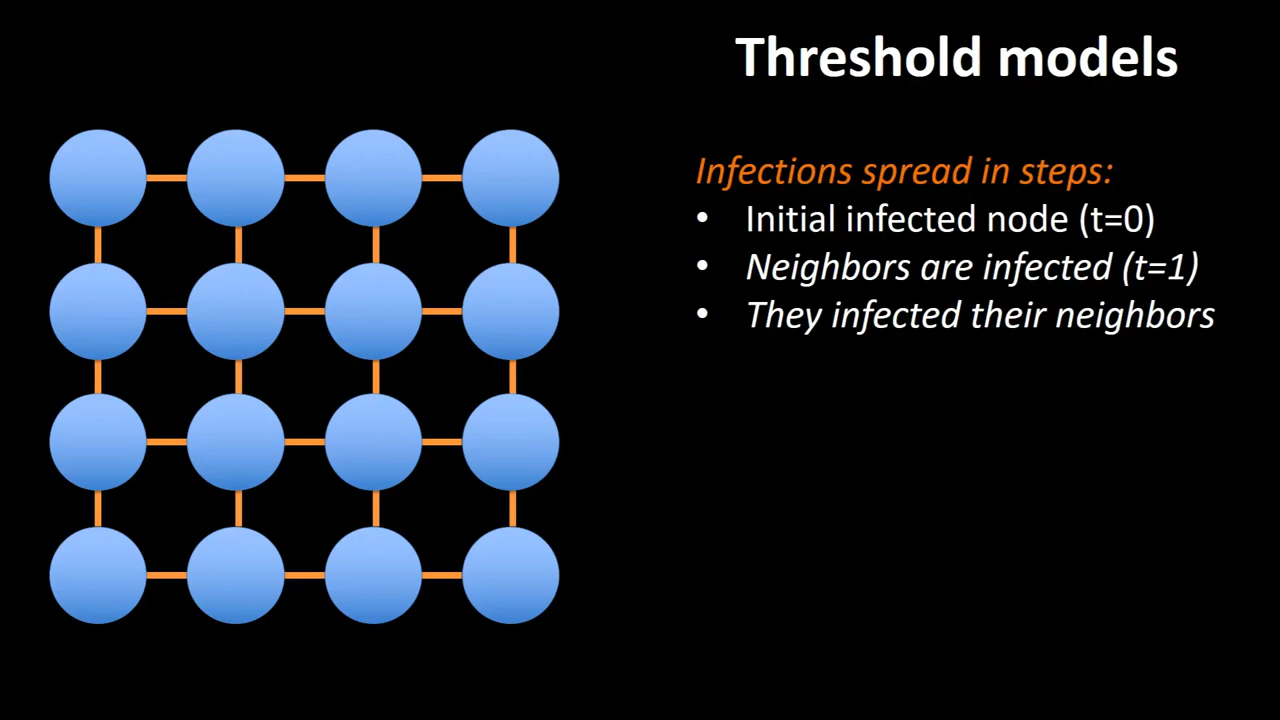 Threshold models
Infections spread in steps:
• Initial infected node (t=0)
• Neighbors are infected (t=1)
• They infected their neighbors